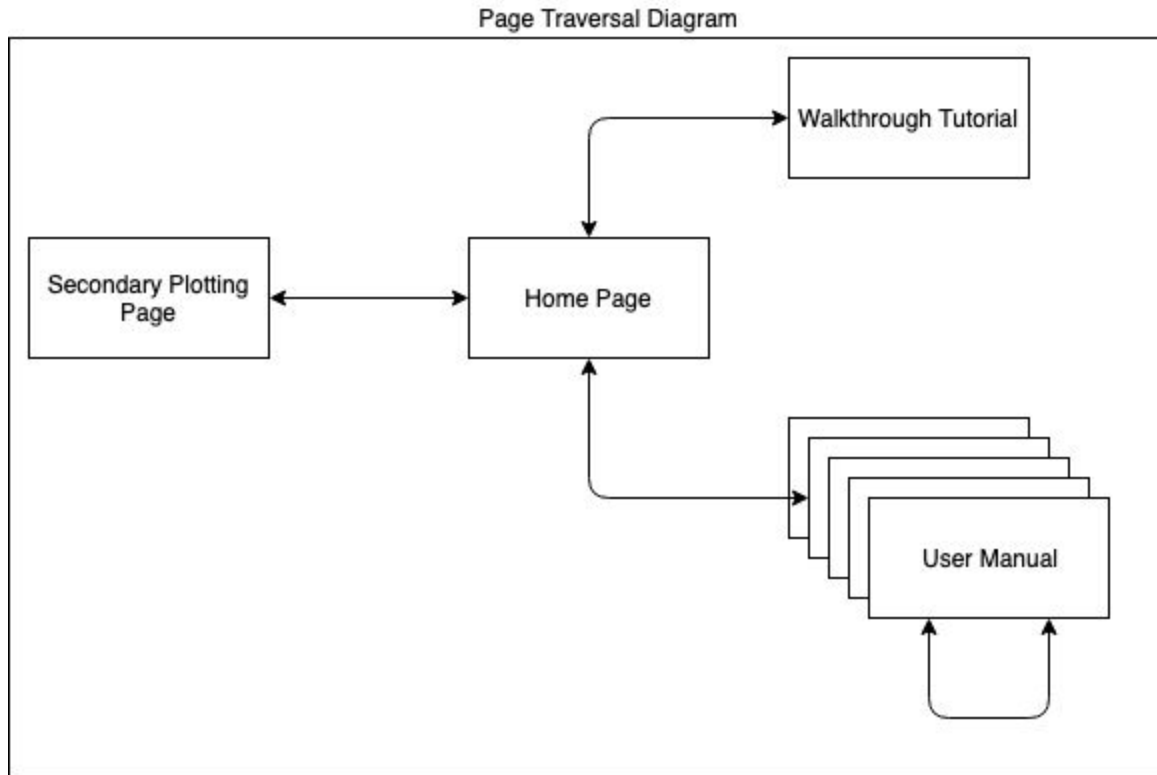 Page Traversal Diagram
Walkthrough Tutorial
Secondary Plotting
Page
Home Page
User Manual